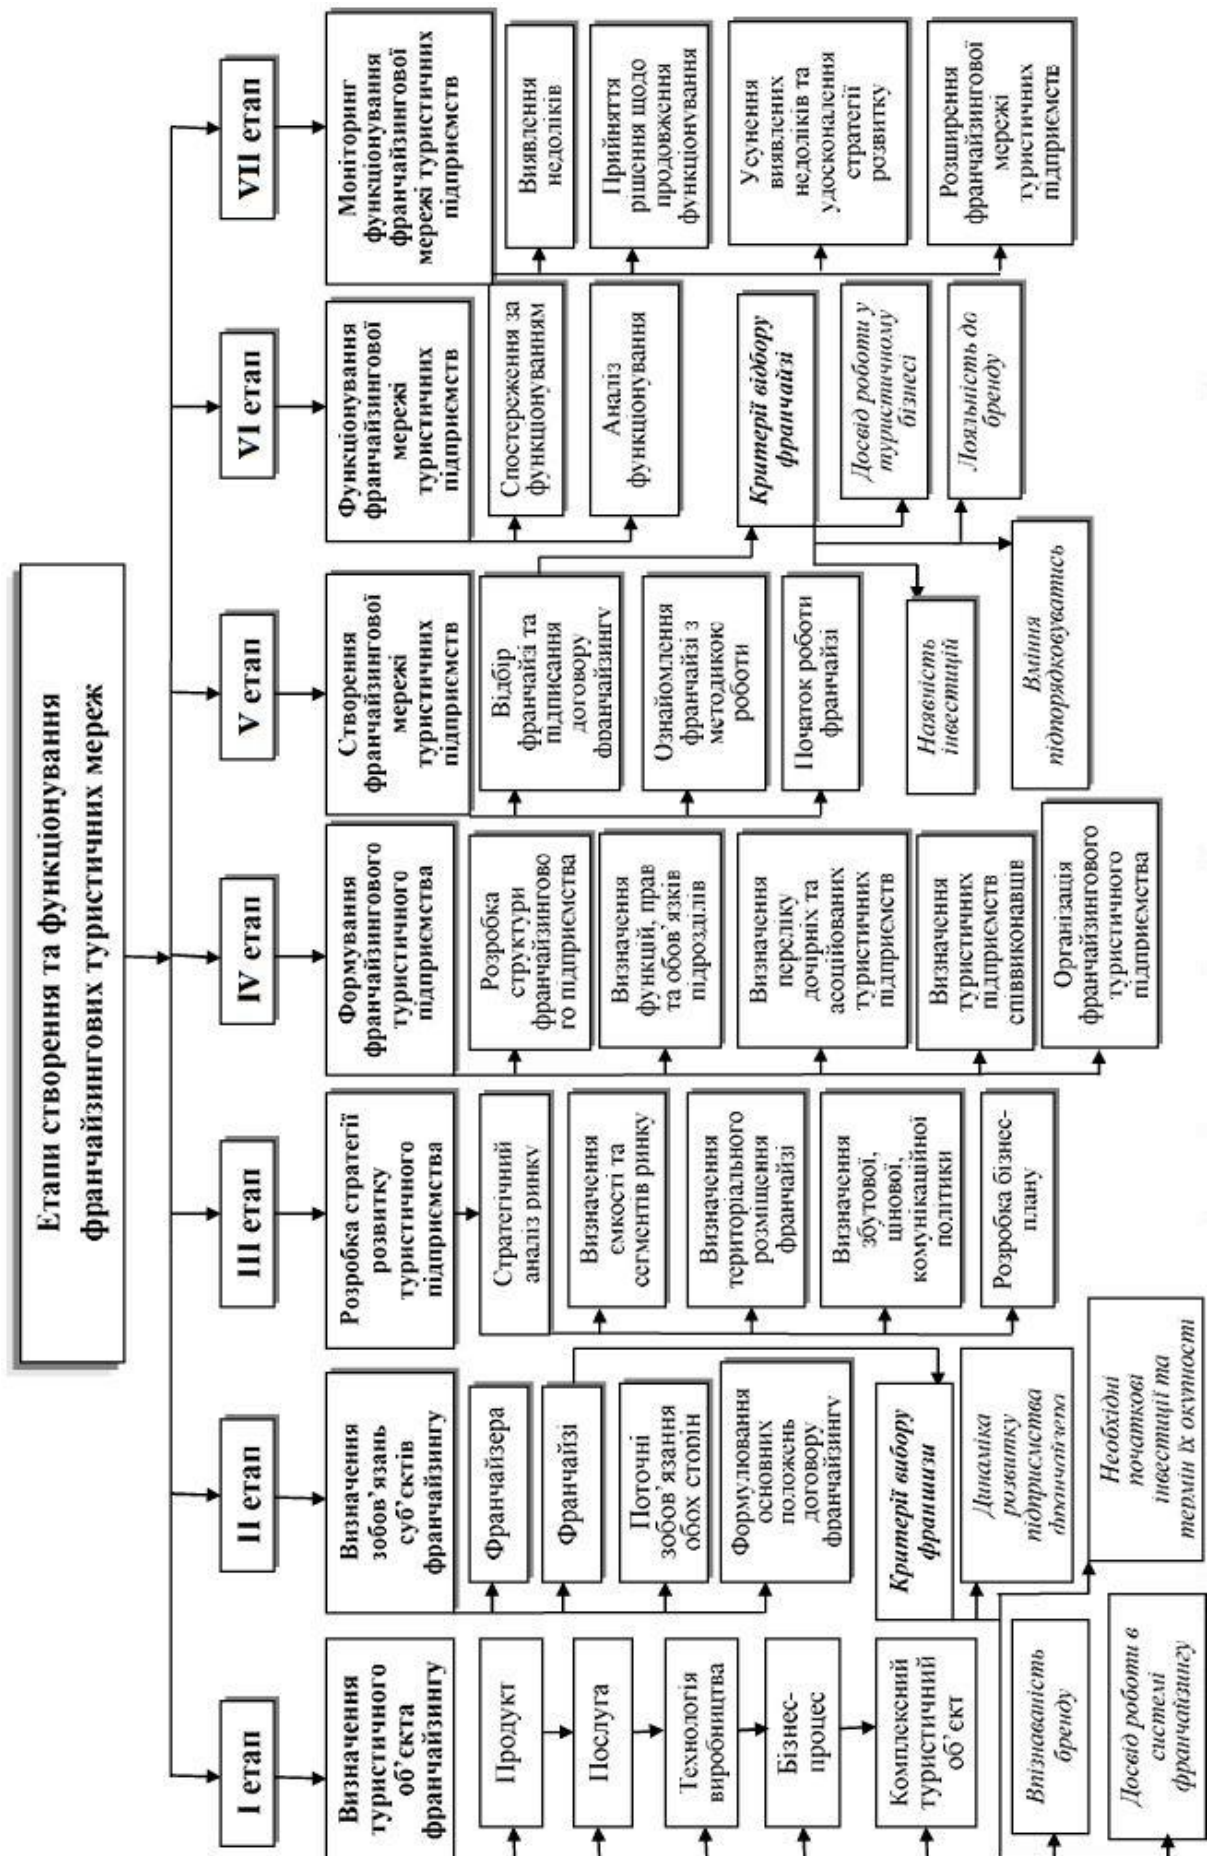 Етапи створення та функціонування
франчайзингових туристичних мереж
I етап
Визначення
туристичного
об’єкта
франчайзингу
Продукт
Послуга
Технологія
виробництва
Бізнес-
процес
Комплексний
туристичний
об’єкт
II етап
Визначення
зобов’язань
суб’єктів
франчайзингу
Франчайзера
Франчайзі
Поточні
зобов’язання
обох сторін
Формулювання
основних
положень
договору
франчайзингу
Критерії вибору
франшизи
Динаміка
розвитку
підприємства
франчайзера
Необхідні
початкові
інвестиції та
термін їх окупності
Впізнаваність
бренду
Досвід роботи в
системі
франчайзингу
III етап
Розробка стратегії
розвитку
туристичного
підприємства
Стратегічний
аналіз ринку
Визначення
ємкості та
сегментів ринку
Визначення
територіального
розміщення
франчайзі
Визначення
збутової,
цінової,
комунікаційної
політики
Розробка бізнес-
плану
IV етап
Формування
франчайзингового
туристичного
підприємства
Розробка
структури
франчайзингово
го підприємства
Визначення
функцій, прав
та обов’язків
підрозділів
Визначення
переліку
дочірніх та
асоційованих
туристичних
підприємств
Визначення
туристичних
підприємств
співвиконавців
Організація
франчайзингового
туристичного
підприємства
V етап
Створення
франчайзингової
мережі
туристичних
підприємств
Відбір
франчайзі та
підписання
договору
франчайзингу
Ознайомлення
франчайзі з
методикою
роботи
Початок роботи
франчайзі
Критерії відбору
франчайзі
Досвід роботи у
туристичному
бізнесі
Лояльність до
бренду
Наявність
інвестицій
Вміння
підпорядковуватись
VI етап
Функціонування
франчайзингової
мережі
туристичних
підприємств
Спостереження за
функціонуванням
Аналіз
функціонування
VII етап
Моніторинг
функціонування
франчайзингової
мережі туристичних
підприємств
Виявлення
недоліків
Прийняття
рішення щодо
продовження
функціонування
Усунення
виявлених
недоліків та
удосконалення
стратегії
розвитку
Розширення
франчайзингової
мережі
туристичних
підприємств